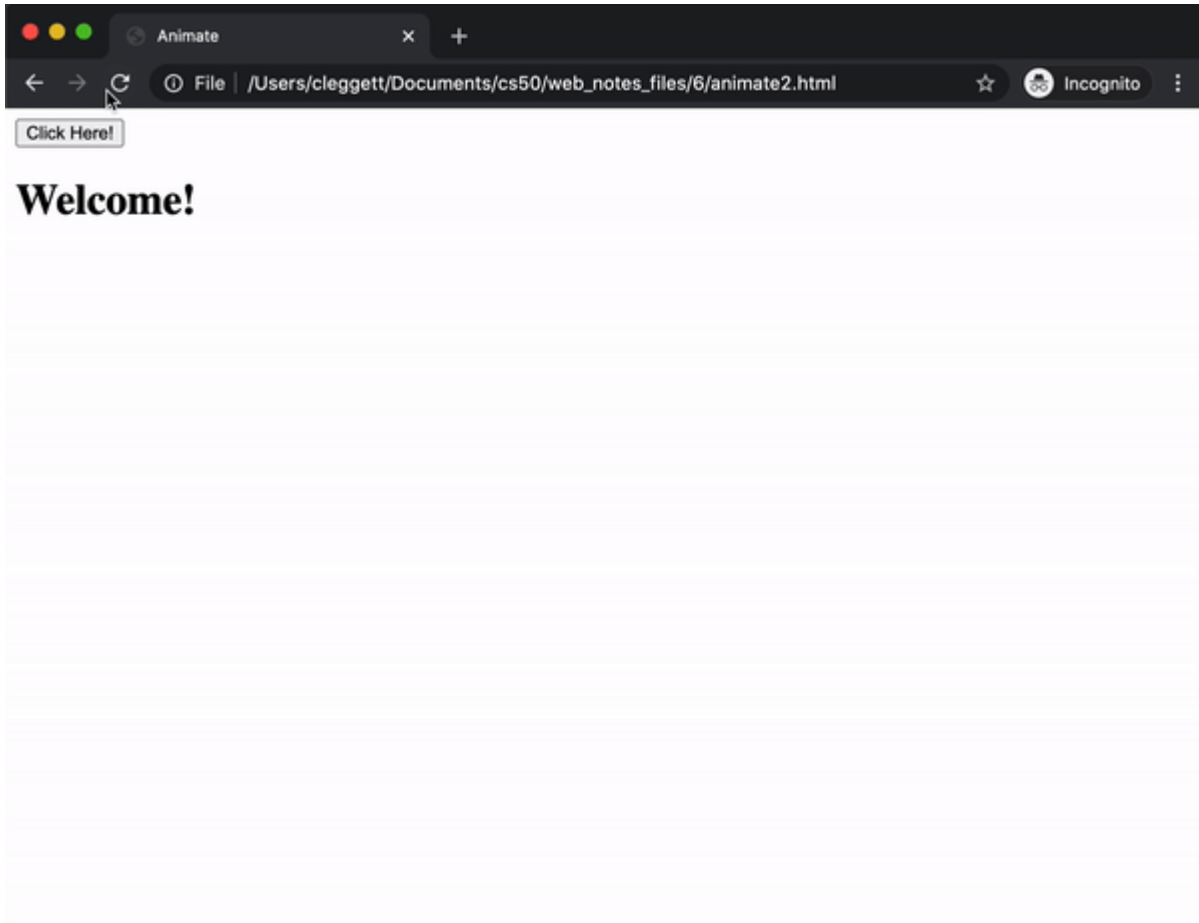 Animate
File /Users/cleggett/Documents/cs50/web_notes_files/6/animate2.html Incognito
Click Here!
Welcome!